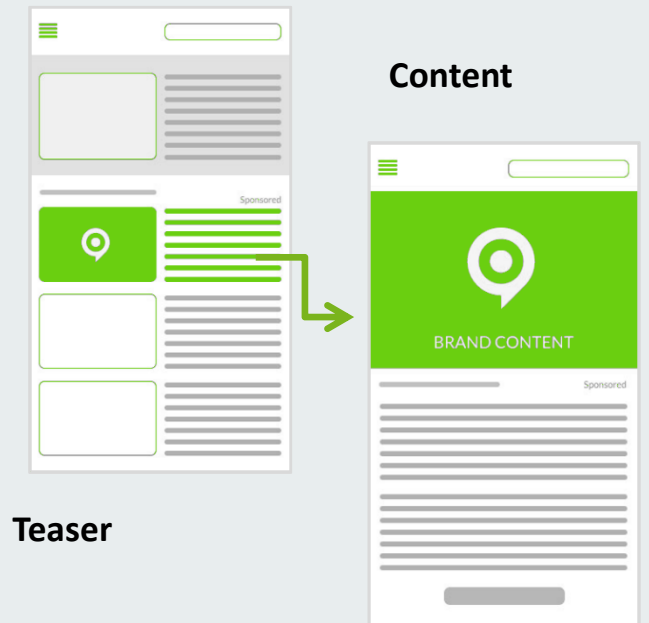 Content
Sponsored
BRAND CONTENT
Sponsored
Teaser